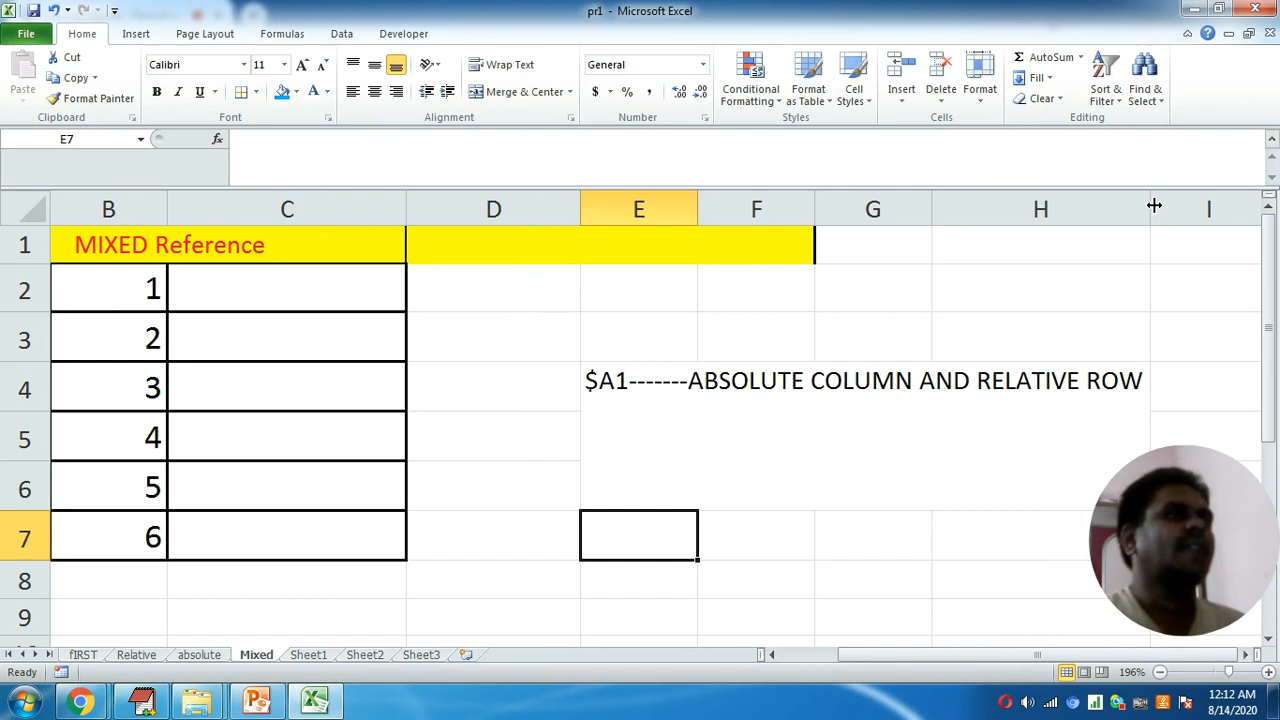 pr1 - Microsoft Excel
File Home Insert Page Layout Formulas Data Developer
Paste Cut Copy Format Painter Clipboard
Calibri 11 B I U A A A Font
Wrap Text Merge & Center Alignment
General $ % , Number
Conditional Formatting Format as Table Cell Styles Styles
Insert Delete Format Cells
Σ AutoSum Fill Clear Sort & Filter Find & Select Editing
E7 fx
B C D E F G H I
1 MIXED Reference
2 1
3 2
4 3 $A1-------ABSOLUTE COLUMN AND RELATIVE ROW
5 4
6 5
7 6
8
9
fIRST Relative absolute Mixed Sheet1 Sheet2 Sheet3
Ready 196%
12:12 AM
8/14/2020